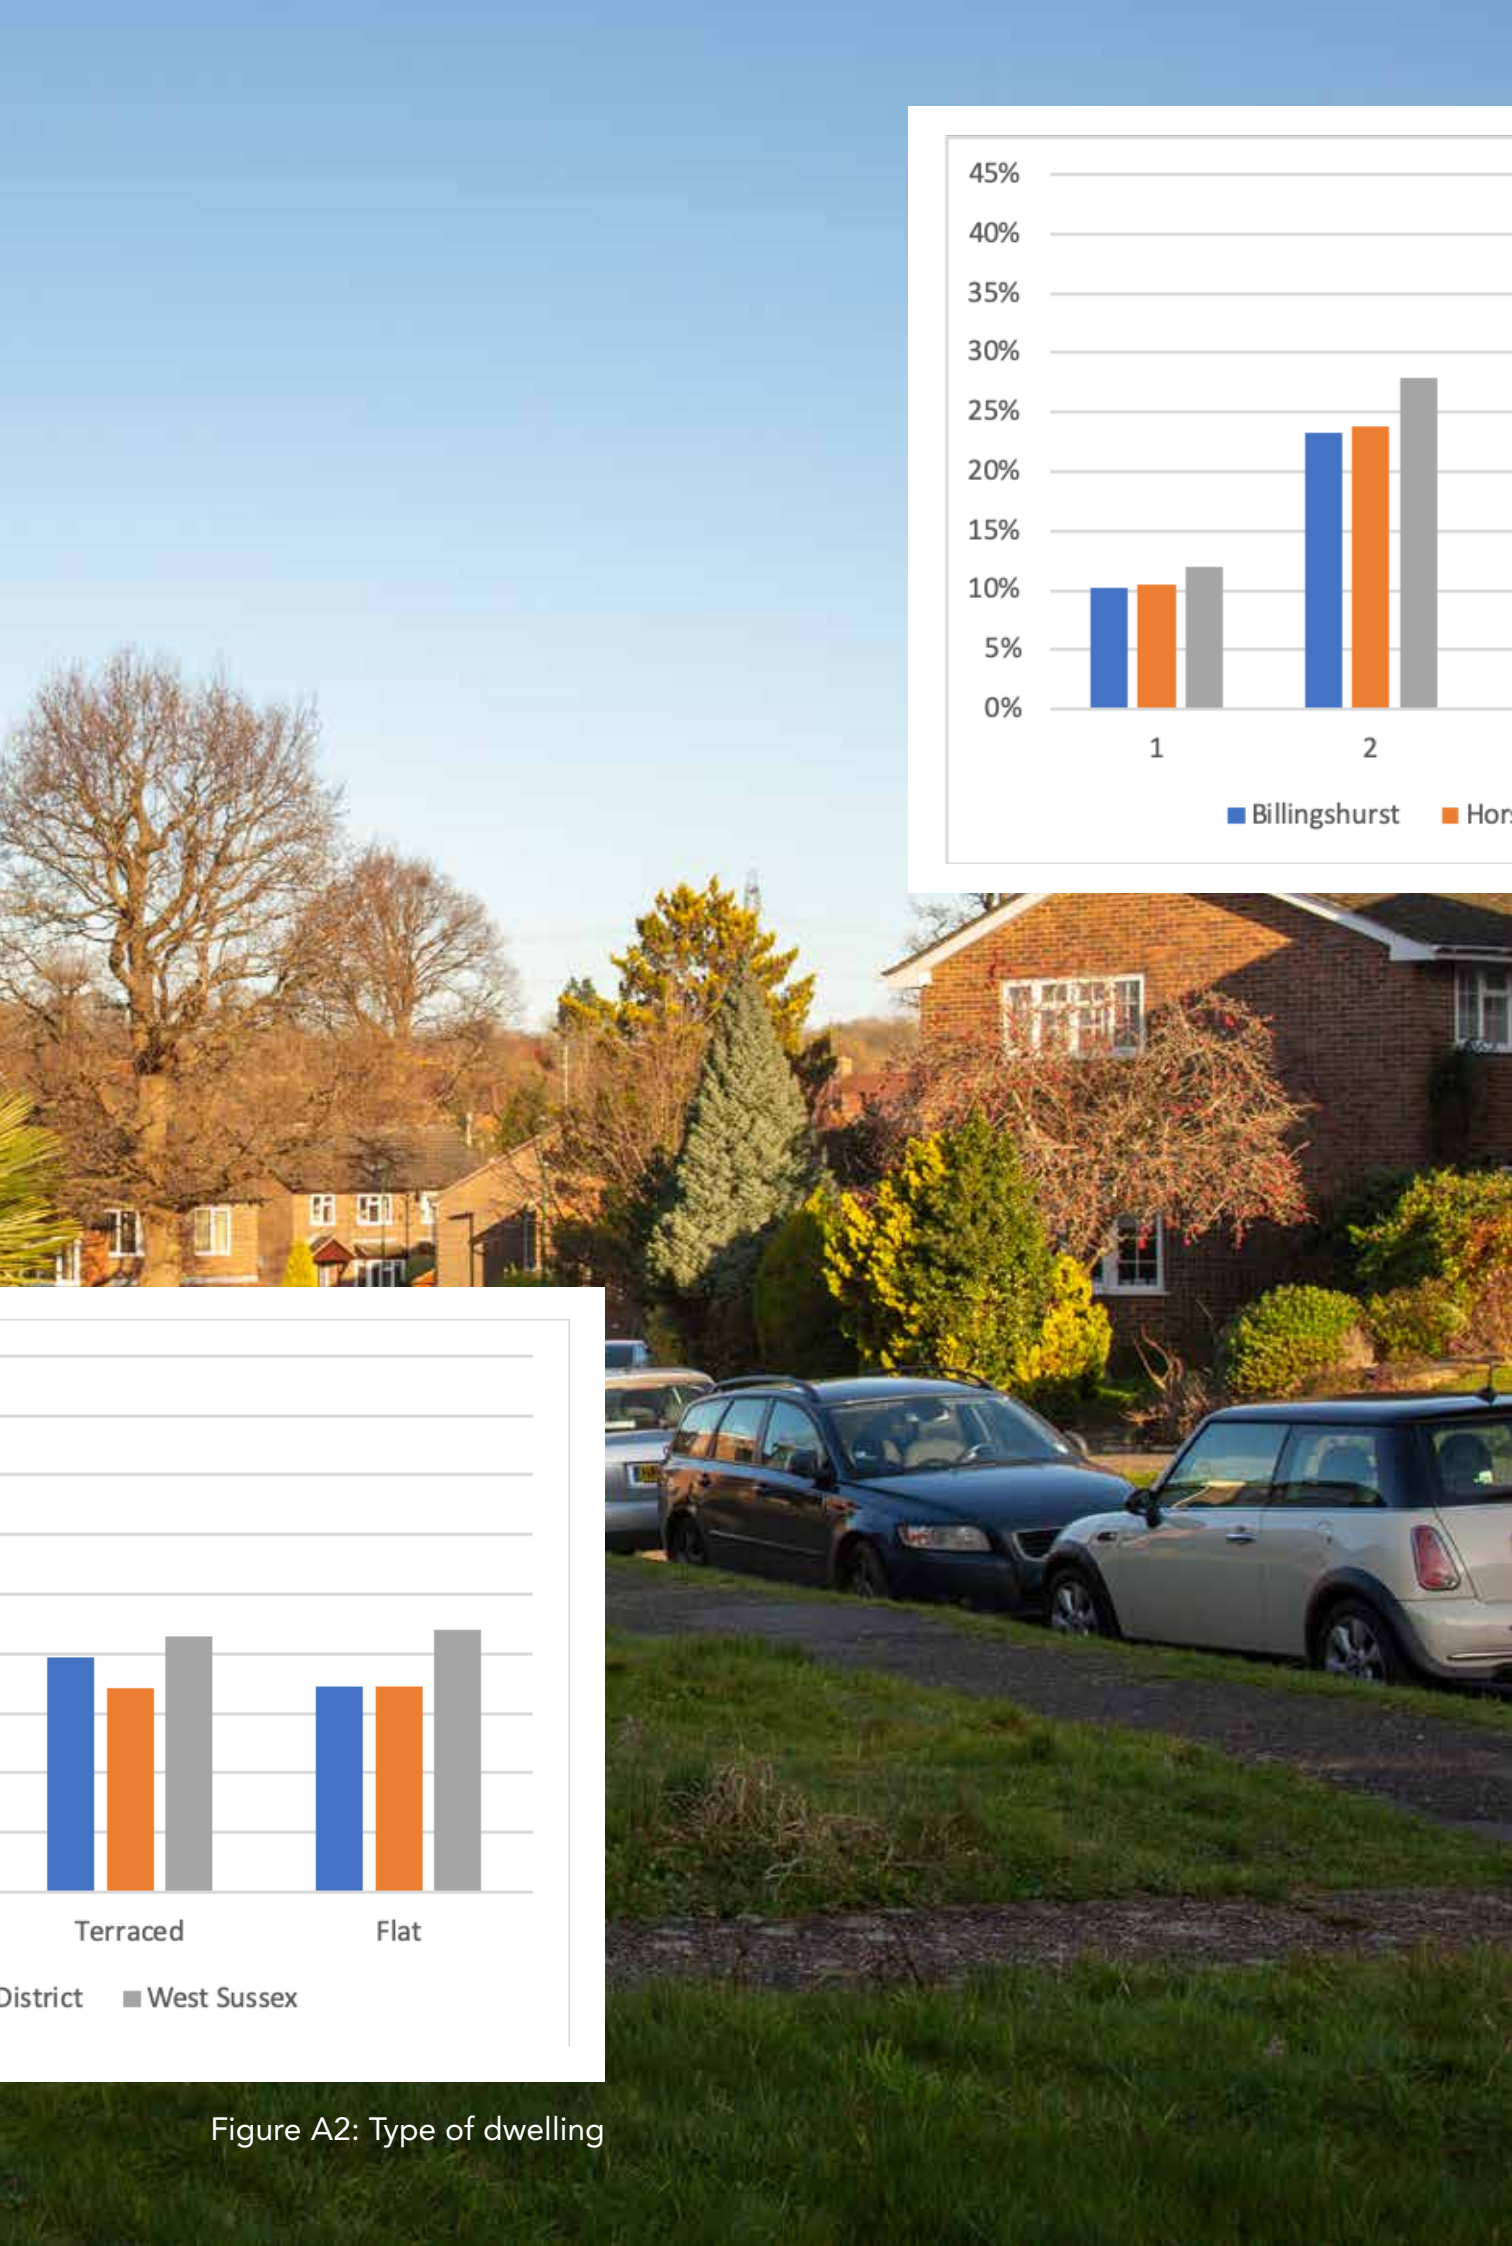 45%
40%
35%
30%
25%
20%
15%
10%
5%
0%
1 2
Billingshurst
Terraced Flat
District West Sussex
Figure A2: Type of dwelling